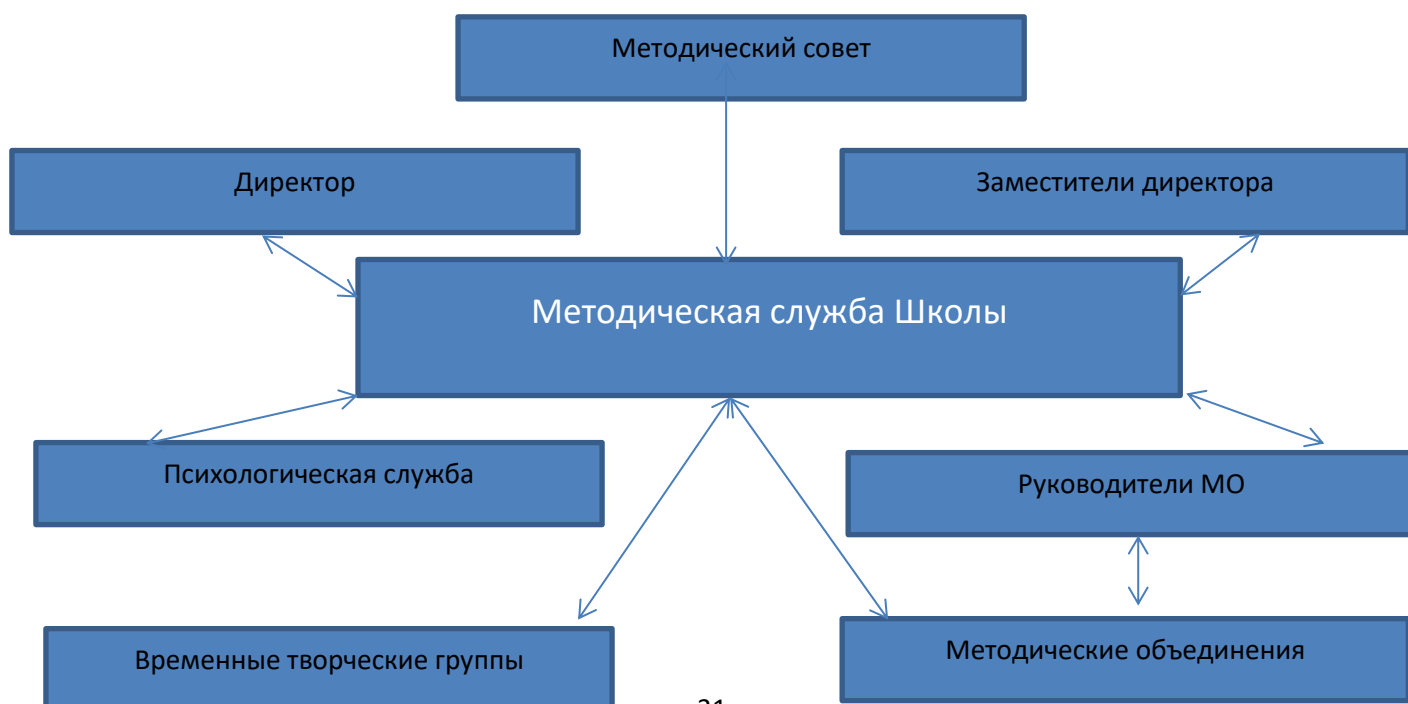 Методический совет
Директор
Заместители директора
Методическая служба Школы
Психологическая служба
Руководители МО
Временные творческие группы
Методические объединения